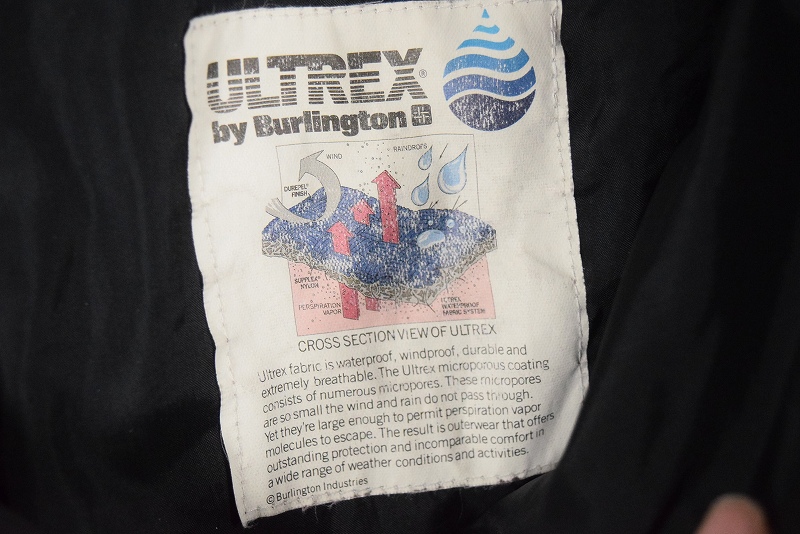 ULTREX®
by Burlington
WIND
RAINDROPS
DUREPEL®
FINISH
SUPPLEX®
NYLON
PERSPIRATION
VAPOR
ULTREX
WATERPROOF
FABRIC SYSTEM
CROSS SECTION VIEW OF ULTREX
Ultrex fabric is waterproof, windproof, durable and
extremely breathable. The Ultrex microporous coating
consists of numerous micropores. These micropores
are so small the wind and rain do not pass through.
Yet they're large enough to permit perspiration vapor
molecules to escape. The result is outerwear that offers
outstanding protection and incomparable comfort in
a wide range of weather conditions and activities.
© Burlington Industries